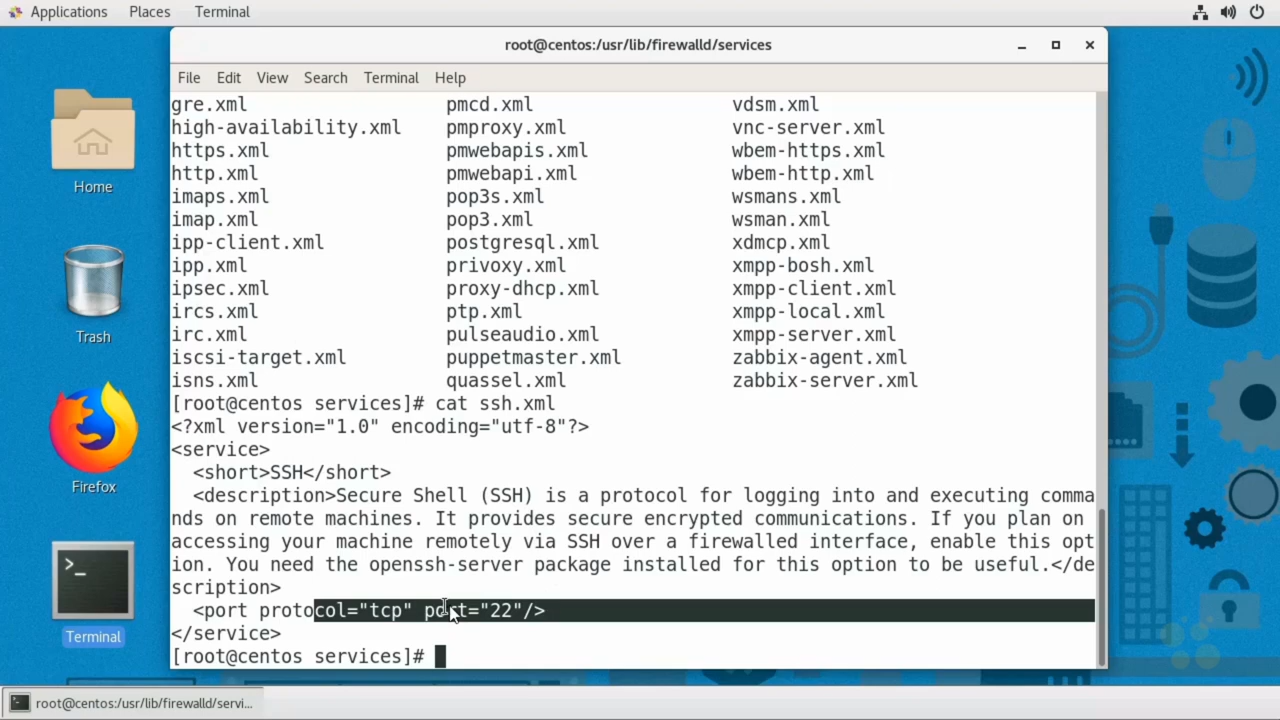 Applications Places Terminal
root@centos:/usr/lib/firewalld/services
File Edit View Search Terminal Help
gre.xml pmcd.xml vdsm.xml
high-availability.xml pmproxy.xml vnc-server.xml
https.xml pmwebapis.xml wbem-https.xml
http.xml pmwebapi.xml wbem-http.xml
imaps.xml pop3s.xml wsmans.xml
imap.xml pop3.xml wsman.xml
ipp-client.xml postgresql.xml xdmcp.xml
ipp.xml privoxy.xml xmpp-bosh.xml
ipsec.xml proxy-dhcp.xml xmpp-client.xml
ircs.xml ptp.xml xmpp-local.xml
irc.xml pulseaudio.xml xmpp-server.xml
iscsi-target.xml puppetmaster.xml zabbix-agent.xml
isns.xml quassel.xml zabbix-server.xml
[root@centos services]# cat ssh.xml
<?xml version="1.0" encoding="utf-8"?>
<service>
  <short>SSH</short>
  <description>Secure Shell (SSH) is a protocol for logging into and executing comma
nds on remote machines. It provides secure encrypted communications. If you plan on
accessing your machine remotely via SSH over a firewalled interface, enable this opt
ion. You need the openssh-server package installed for this option to be useful.</de
scription>
  <port protocol="tcp" port="22"/>
</service>
[root@centos services]#
Home
Trash
Firefox
Terminal
root@centos:/usr/lib/firewalld/servi...